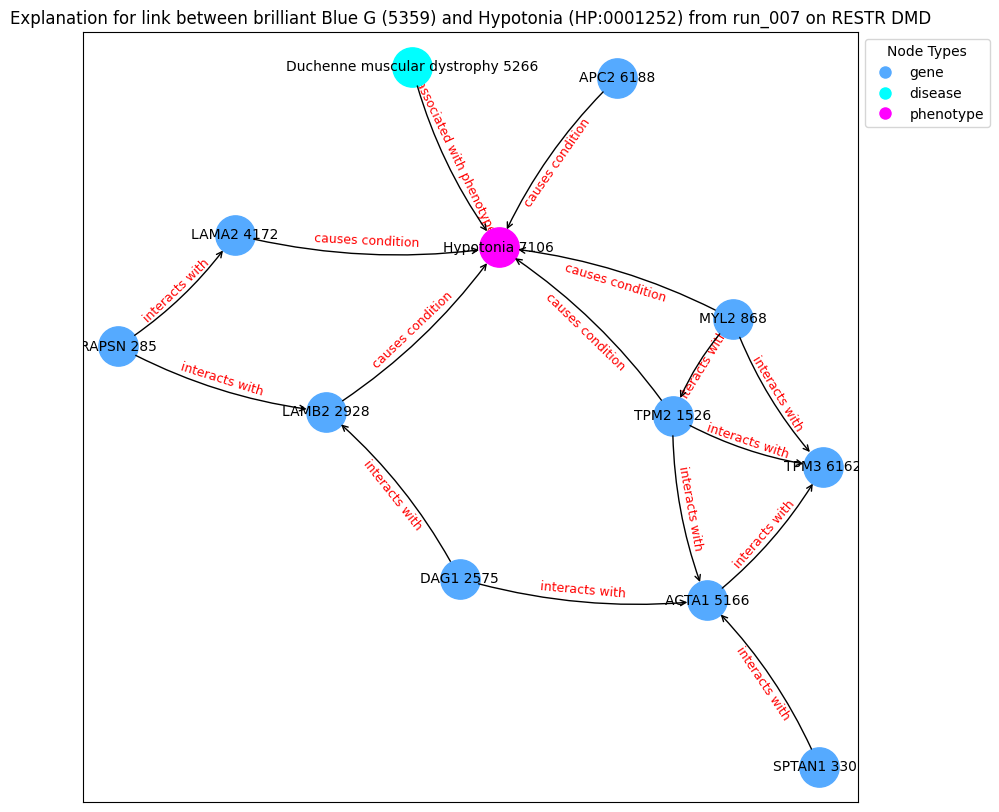 Explanation for link between brilliant Blue G (5359) and Hypotonia (HP:0001252) from run_007 on RESTR DMD
Node Types
gene
disease
phenotype
Duchenne muscular dystrophy 5266
APC2 6188
associated with phenotype
causes condition
LAMA2 4172
causes condition
Hypotonia 7106
interacts with
causes condition
MYL2 868
RAPSN 285
causes condition
causes condition
interacts with
interacts with
interacts with
LAMB2 2928
TPM2 1526
interacts with
TPM3 6162
interacts with
interacts with
interacts with
DAG1 2575
interacts with
ACTA1 5166
interacts with
SPTAN1 330